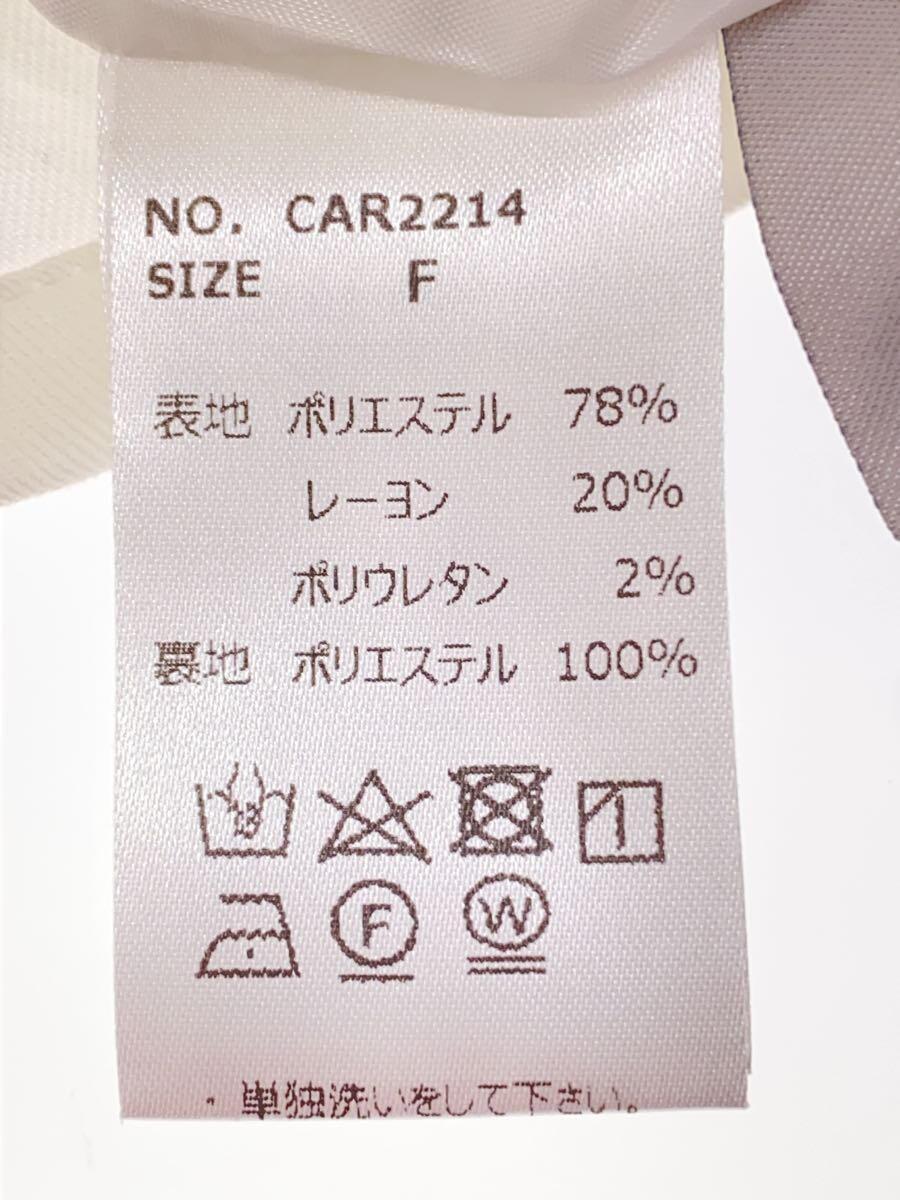 NO. CAR2214
SIZE F
表地 ポリエステル 78%
レーヨン 20%
ポリウレタン 2%
裏地 ポリエステル 100%
F W
・単独洗いをして下さい。